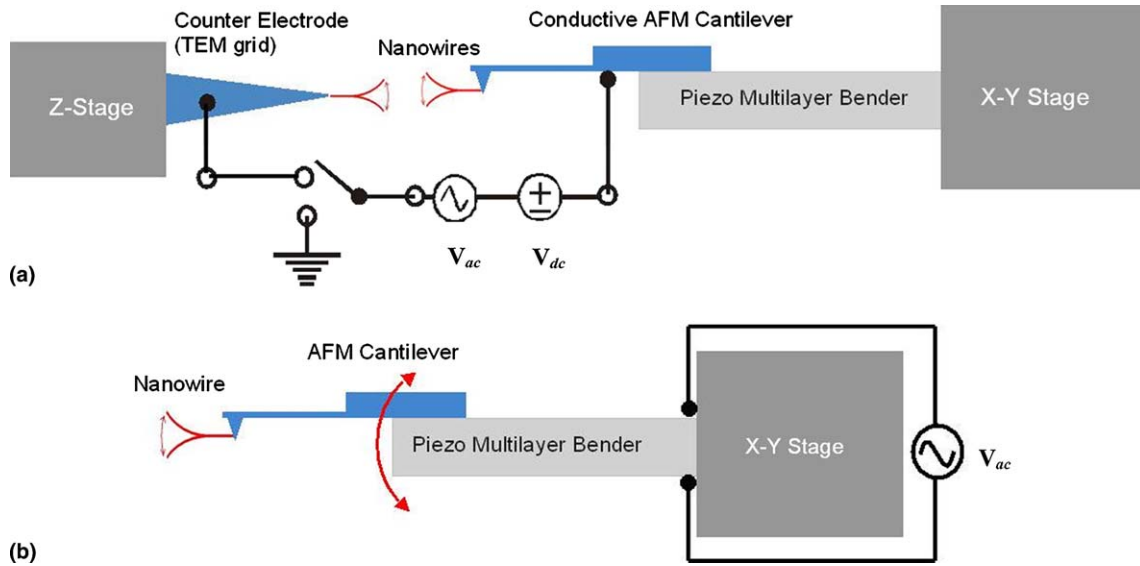 Counter Electrode
(TEM grid)
Conductive AFM Cantilever
Nanowires
Z-Stage
Piezo Multilayer Bender
X-Y Stage
Vac
Vdc
(a)
AFM Cantilever
Nanowire
Piezo Multilayer Bender
X-Y Stage
Vac
(b)